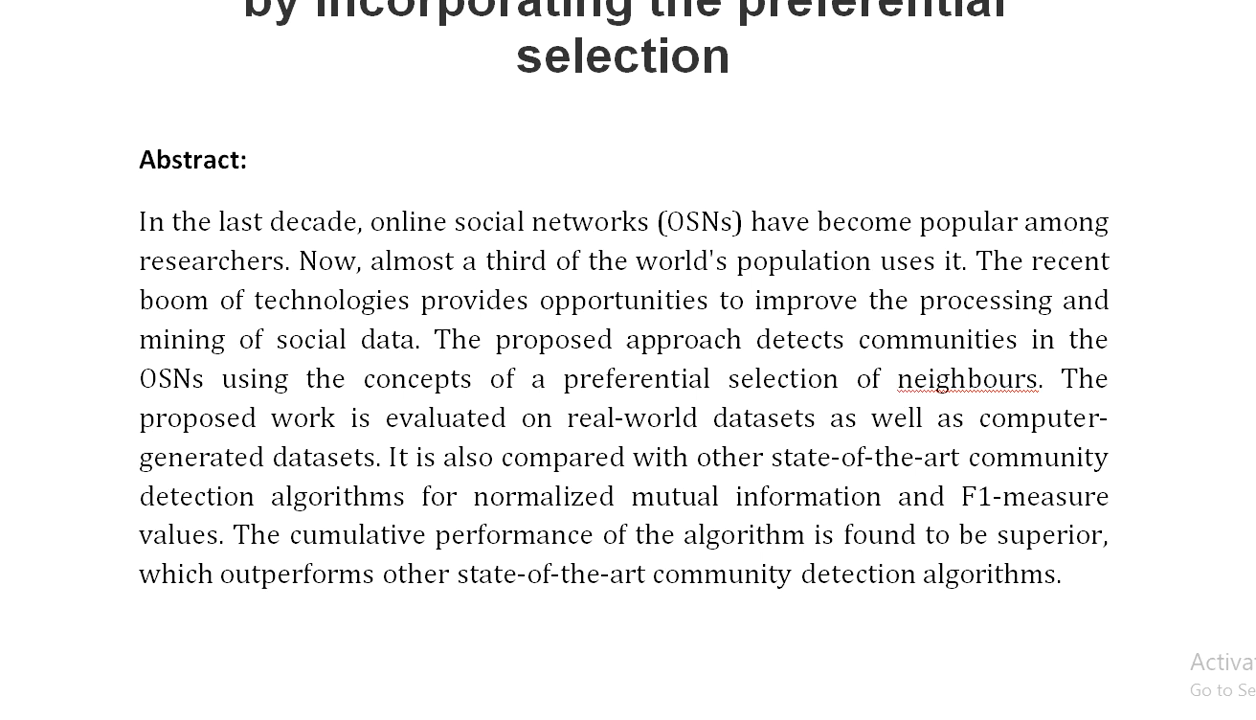 by incorporating the preferential
selection
Abstract:
In the last decade, online social networks (OSNs) have become popular among
researchers. Now, almost a third of the world's population uses it. The recent
boom of technologies provides opportunities to improve the processing and
mining of social data. The proposed approach detects communities in the
OSNs using the concepts of a preferential selection of neighbours. The
proposed work is evaluated on real-world datasets as well as computer-
generated datasets. It is also compared with other state-of-the-art community
detection algorithms for normalized mutual information and F1-measure
values. The cumulative performance of the algorithm is found to be superior,
which outperforms other state-of-the-art community detection algorithms.
Activa
Go to Se